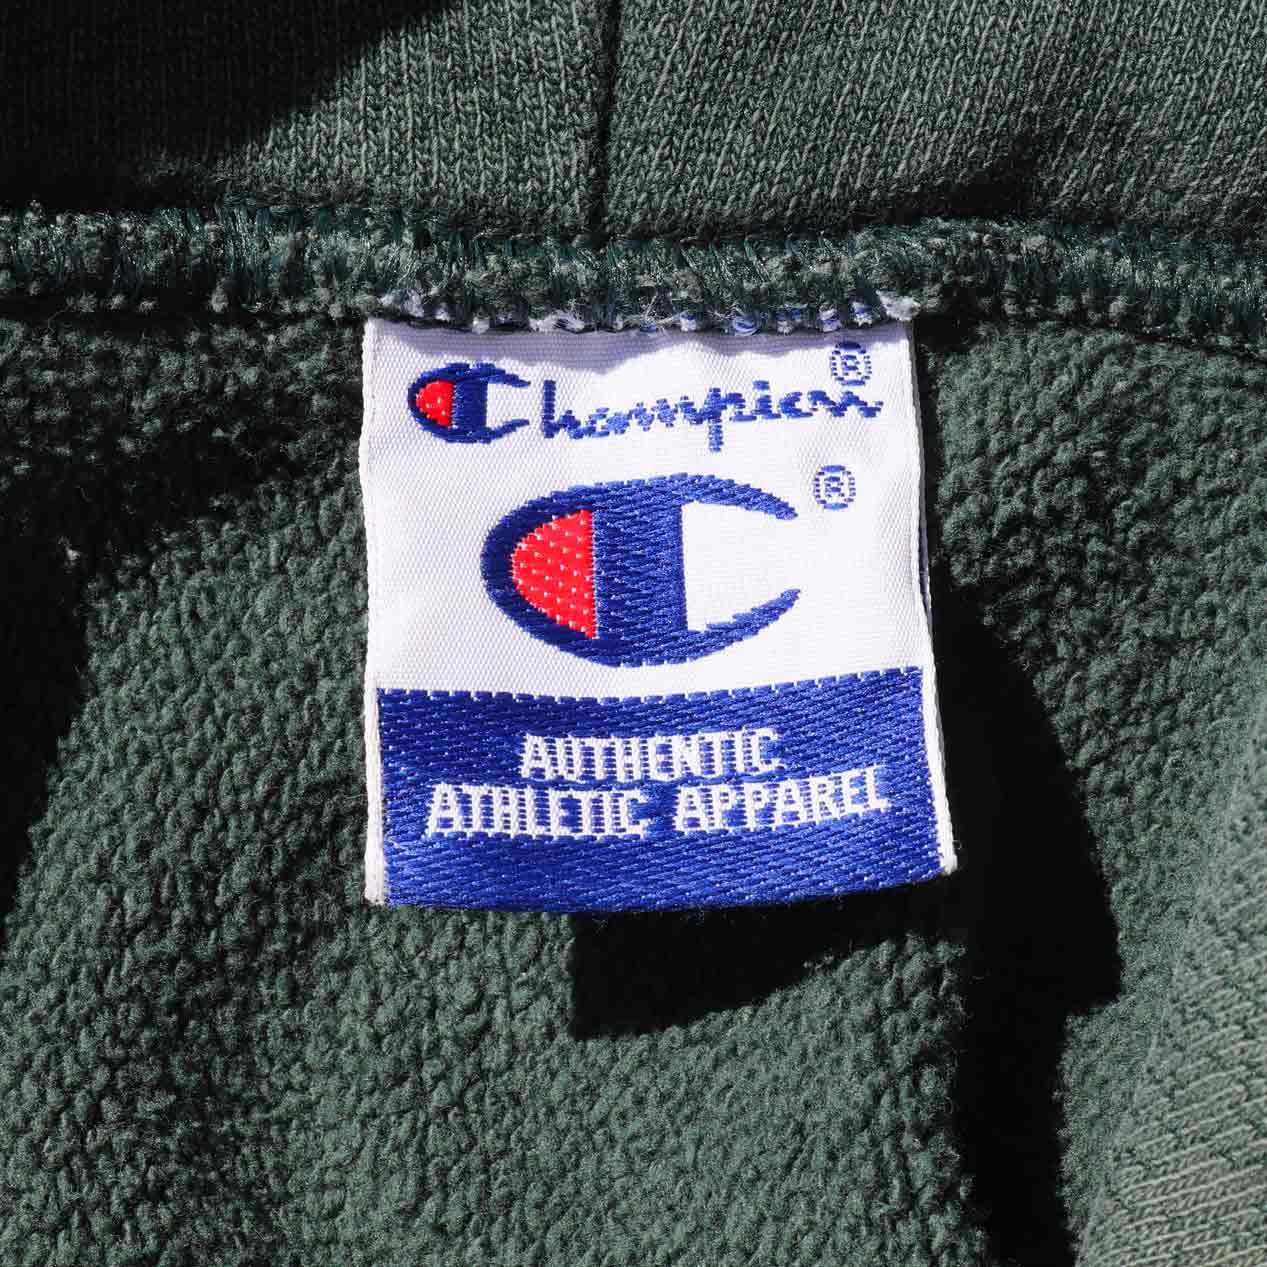 Champion®
®
AUTHENTIC
ATHLETIC APPAREL